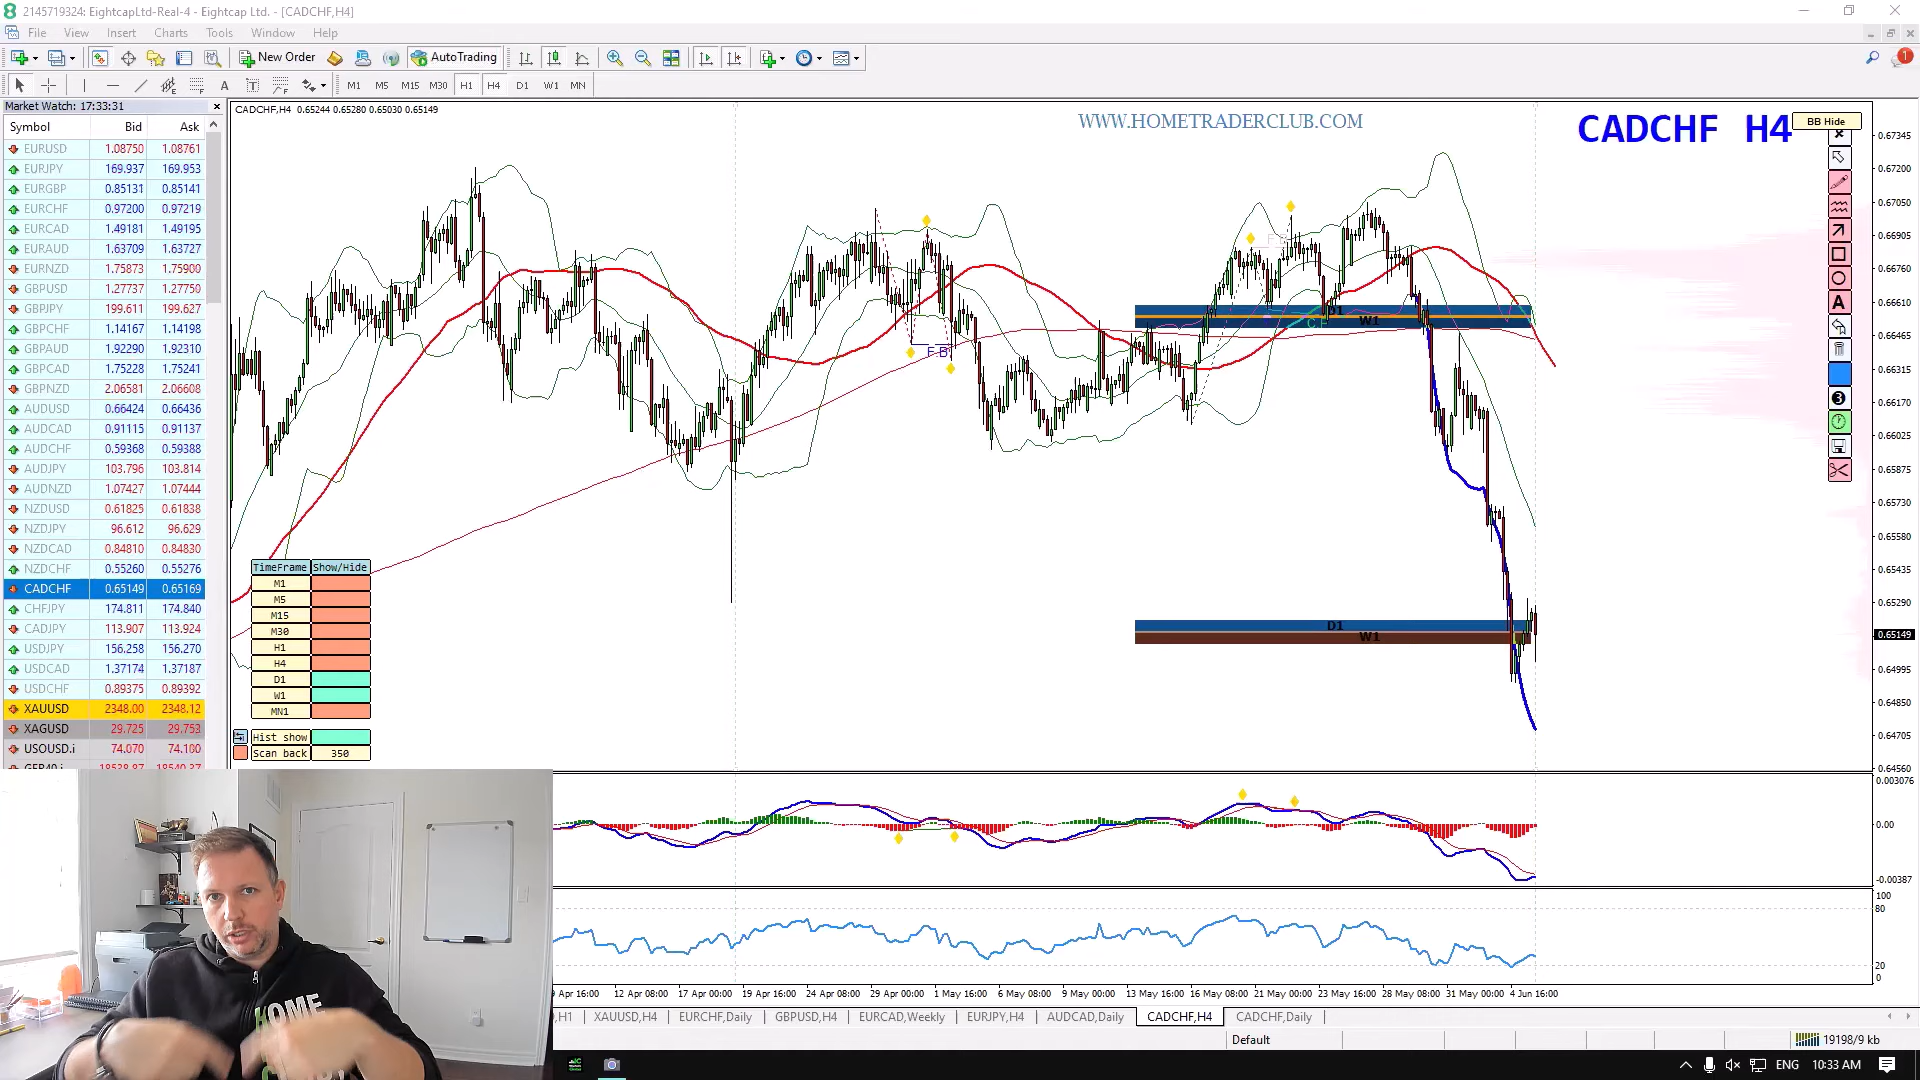 2145719324: EightcapLtd-Real-4 - Eightcap Ltd. - [CADCHF,H4]
File View Insert Charts Tools Window Help
New Order AutoTrading 1
A T M1 M5 M15 M30 H1 H4 D1 W1 MN
Market Watch: 17:33:31
Symbol Bid Ask
EURUSD 1.08750 1.08761
EURJPY 169.937 169.953
EURGBP 0.85131 0.85141
EURCHF 0.97200 0.97219
EURCAD 1.49181 1.49195
EURAUD 1.63709 1.63727
EURNZD 1.75873 1.75900
GBPUSD 1.27737 1.27750
GBPJPY 199.611 199.627
GBPCHF 1.14167 1.14198
GBPAUD 1.92290 1.92310
GBPCAD 1.75228 1.75241
GBPNZD 2.06581 2.06608
AUDUSD 0.66424 0.66436
AUDCAD 0.91115 0.91137
AUDCHF 0.59368 0.59388
AUDJPY 103.796 103.814
AUDNZD 1.07427 1.07444
NZDUSD 0.61825 0.61838
NZDJPY 96.612 96.629
NZDCAD 0.84810 0.84830
NZDCHF 0.55260 0.55276
CADCHF 0.65149 0.65169
CHFJPY 174.811 174.840
CADJPY 113.907 113.924
USDJPY 156.258 156.270
USDCAD 1.37174 1.37187
USDCHF 0.89375 0.89392
XAUUSD 2348.00 2348.12
XAGUSD 29.725 29.753
USOUSD.i 74.070 74.100
CADCHF,H4 0.65244 0.65280 0.65030 0.65149
WWW.HOMETRADERCLUB.COM
CADCHF H4
BB Hide
A
3
F B
D1
W1
C F
D1
W1
TimeFrame Show/Hide
M1
M5
M15
M30
H1
H4
D1
W1
MN1
Hist show
Scan back 350
0.67345
0.67200
0.67050
0.66905
0.66760
0.66610
0.66465
0.66315
0.66170
0.66025
0.65875
0.65730
0.65580
0.65435
0.65290
0.65149
0.64995
0.64850
0.64705
0.64560
0.003076
0.00
-0.00387
100
80
20
0
9 Apr 16:00 12 Apr 08:00 17 Apr 00:00 19 Apr 16:00 24 Apr 08:00 29 Apr 00:00 1 May 16:00 6 May 08:00 9 May 00:00 13 May 16:00 16 May 08:00 21 May 00:00 23 May 16:00 28 May 08:00 31 May 00:00 4 Jun 16:00
,H1 XAUUSD,H4 EURCHF,Daily GBPUSD,H4 EURCAD,Weekly EURJPY,H4 AUDCAD,Daily CADCHF,H4 CADCHF,Daily
Default 19198/9 kb
HOME
ENG 10:33 AM